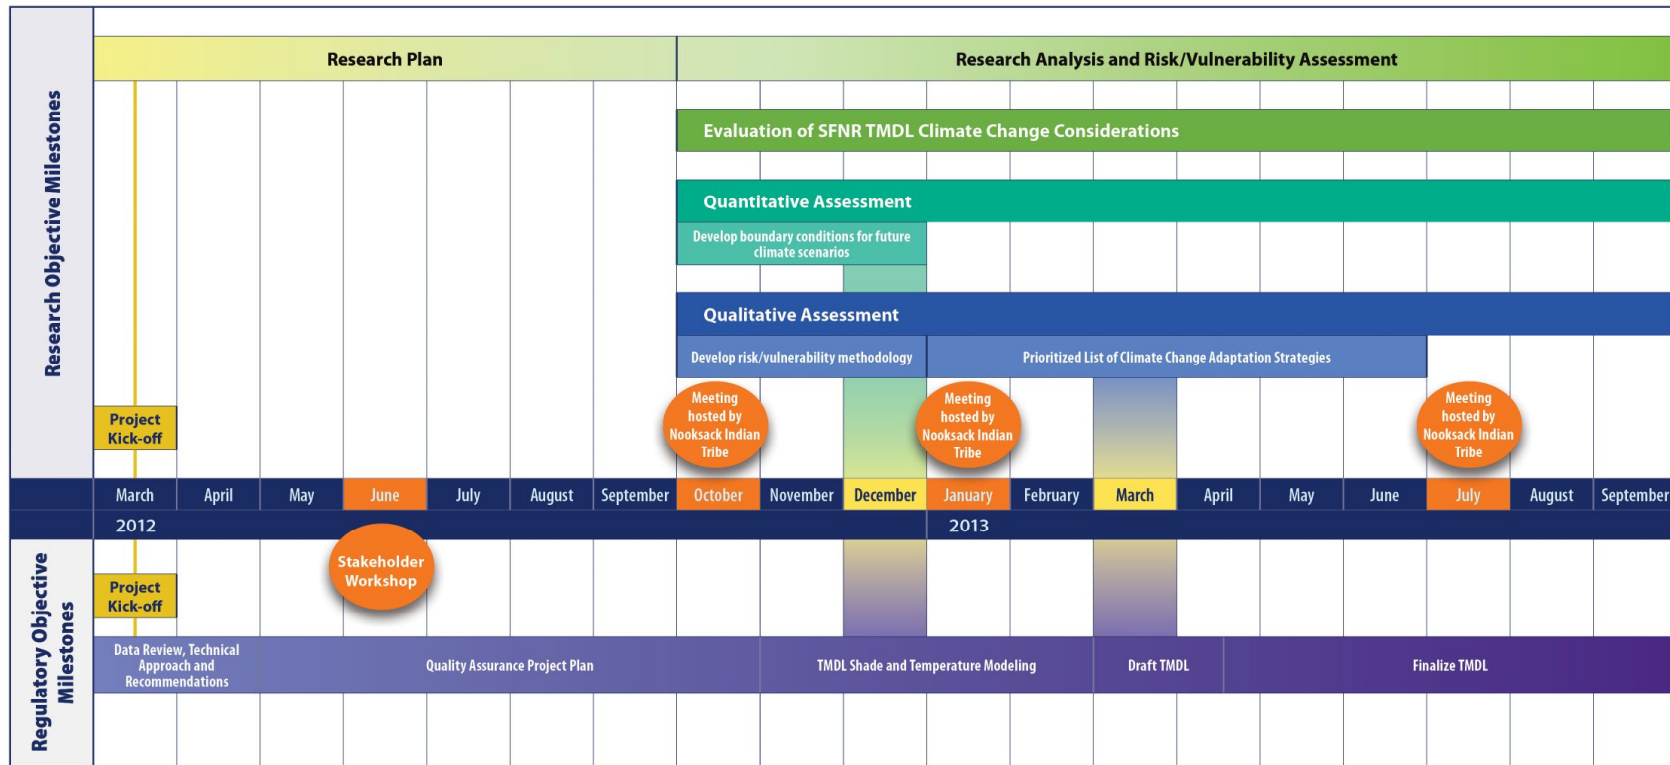 Research Objective Milestones
Research Plan
Research Analysis and Risk/Vulnerability Assessment
Evaluation of SFNR TMDL Climate Change Considerations
Quantitative Assessment
Develop boundary conditions for future
climate scenarios
Qualitative Assessment
Develop risk/vulnerability methodology
Prioritized List of Climate Change Adaptation Strategies
Project
Kick-off
Meeting
hosted by
Nooksack Indian
Tribe
Meeting
hosted by
Nooksack Indian
Tribe
Meeting
hosted by
Nooksack Indian
Tribe
March April May June July August September October November December January February March April May June July August September
2012 2013
Regulatory Objective
Milestones
Stakeholder
Workshop
Project
Kick-off
Data Review, Technical
Approach and
Recommendations
Quality Assurance Project Plan
TMDL Shade and Temperature Modeling
Draft TMDL
Finalize TMDL